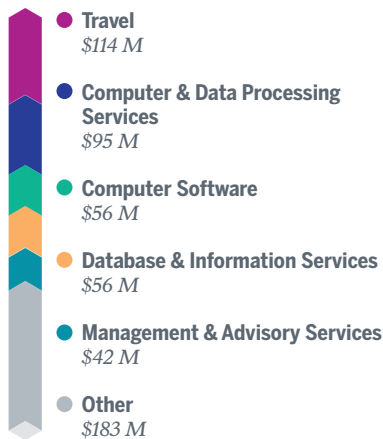 Travel
$114 M
Computer & Data Processing
Services
$95 M
Computer Software
$56 M
Database & Information Services
$56 M
Management & Advisory Services
$42 M
Other
$183 M